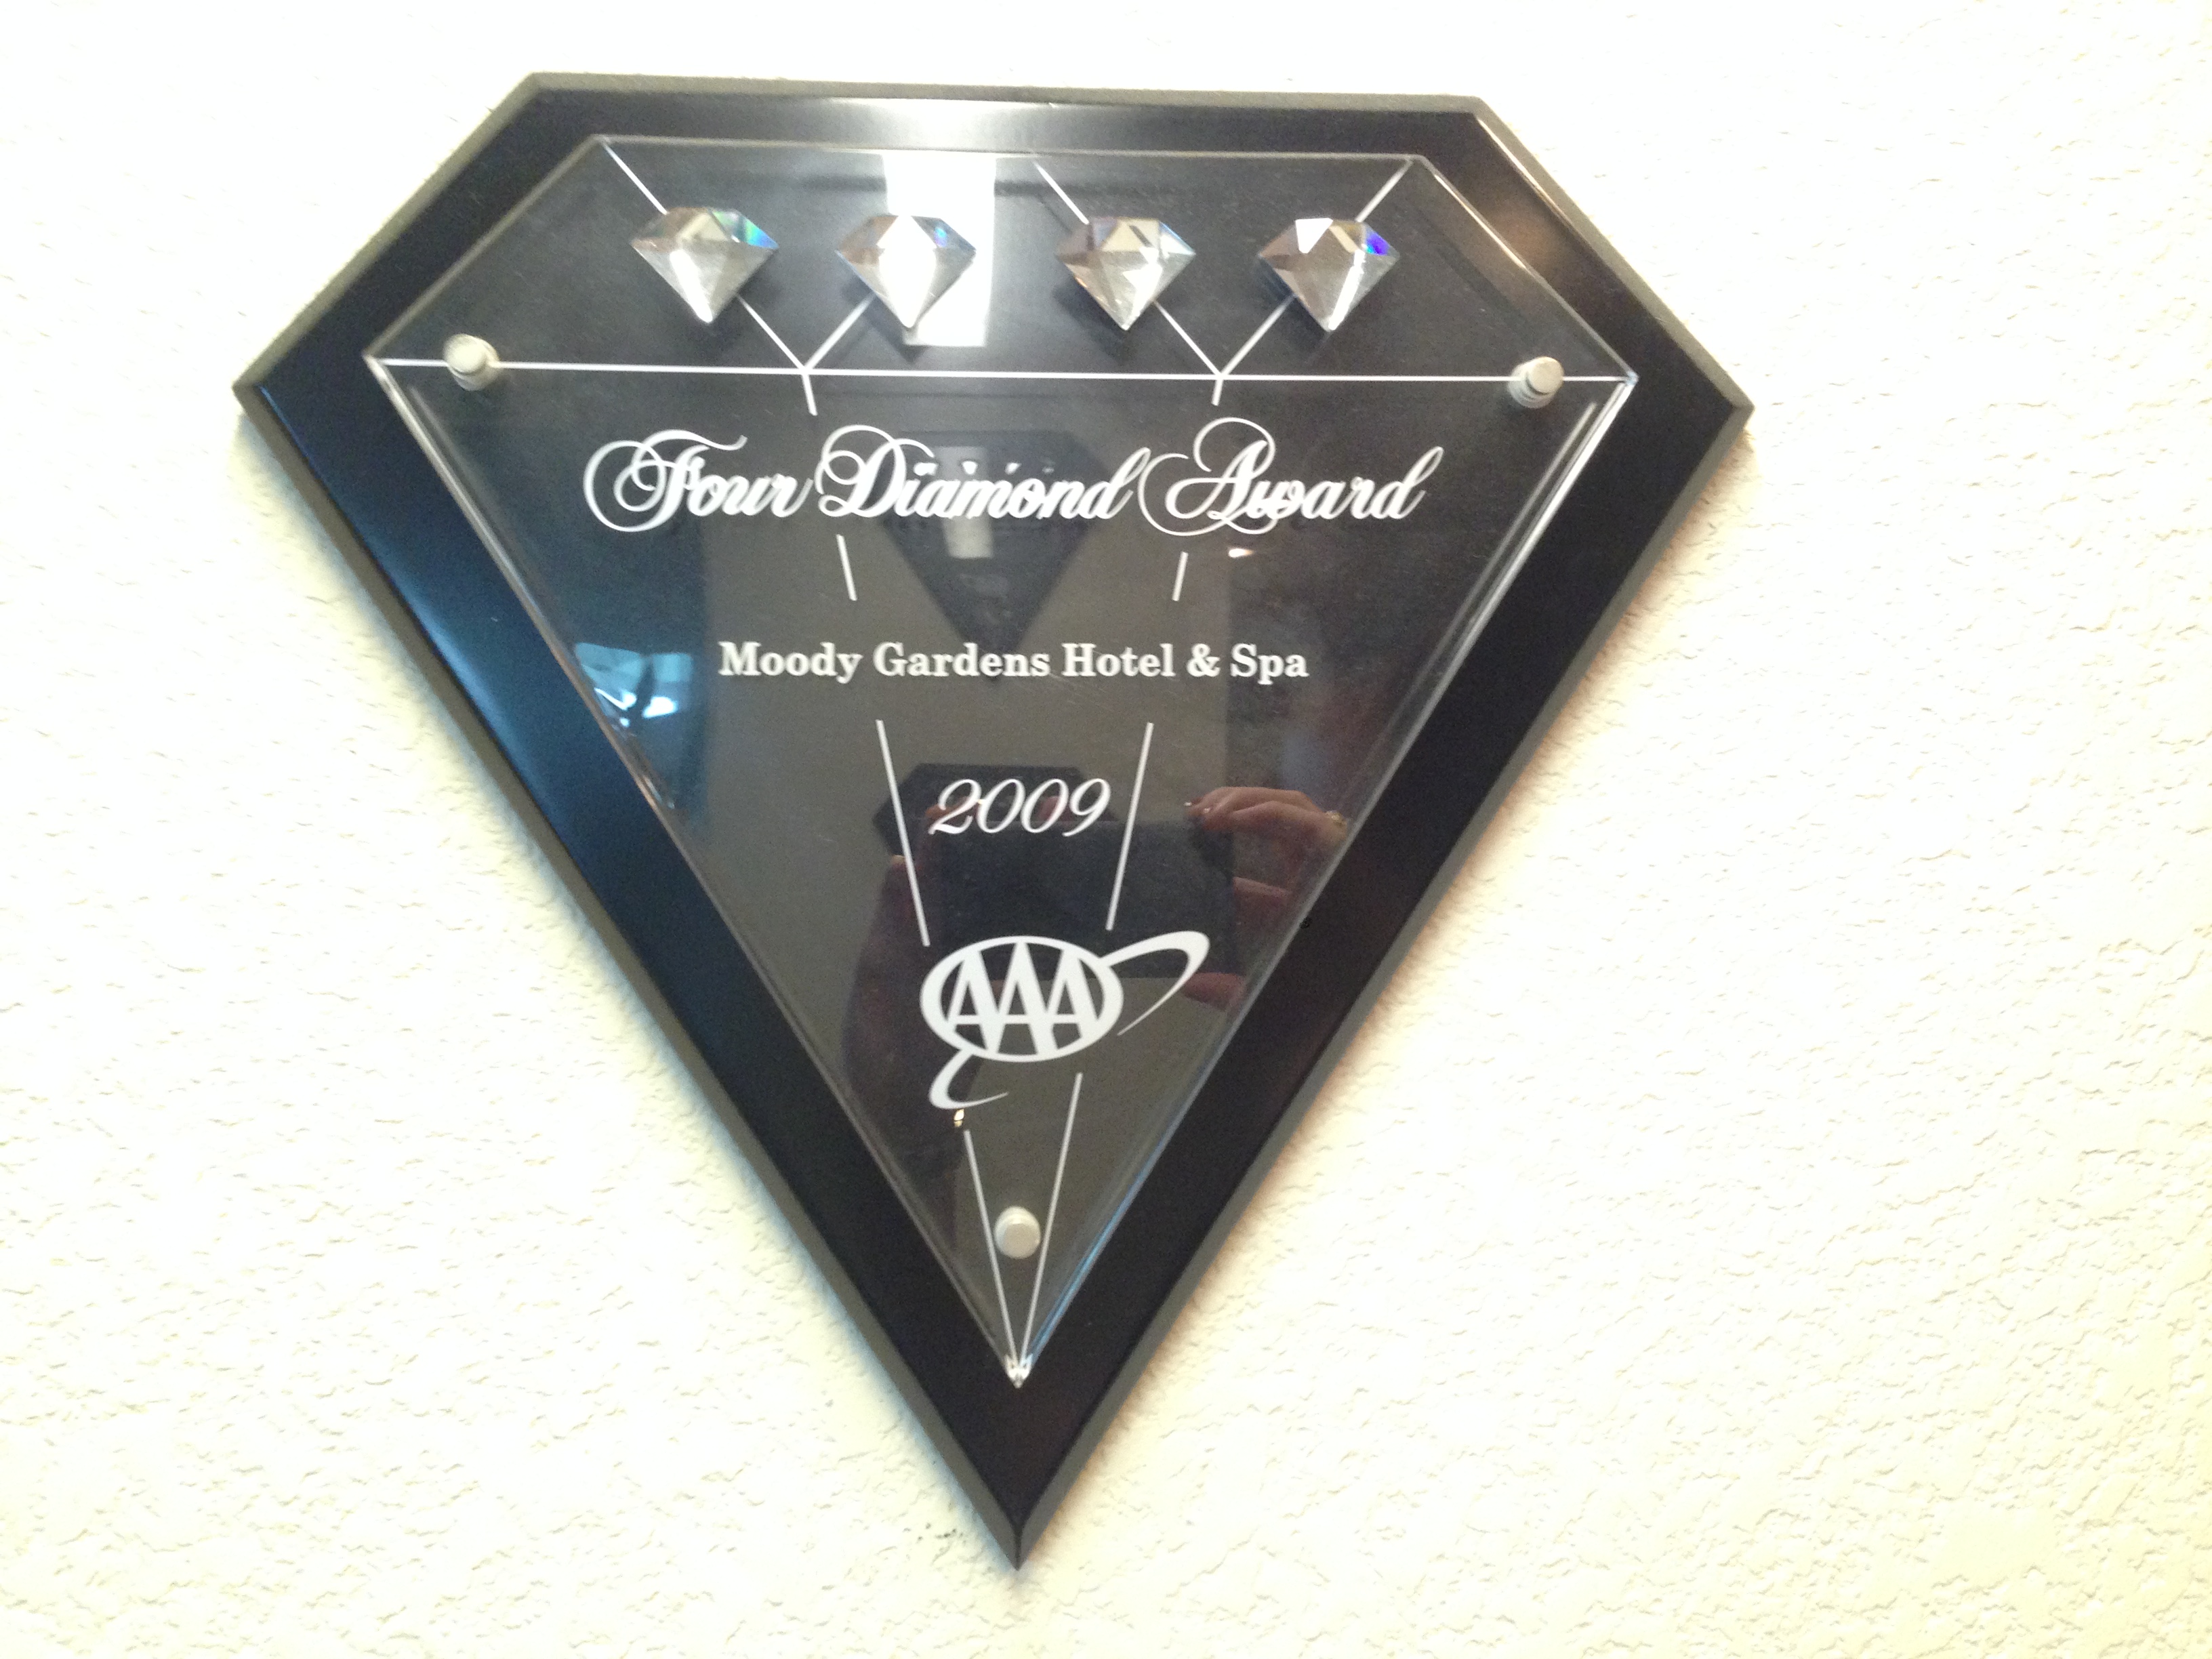 Four Diamond Award
Moody Gardens Hotel & Spa
2009
AAA